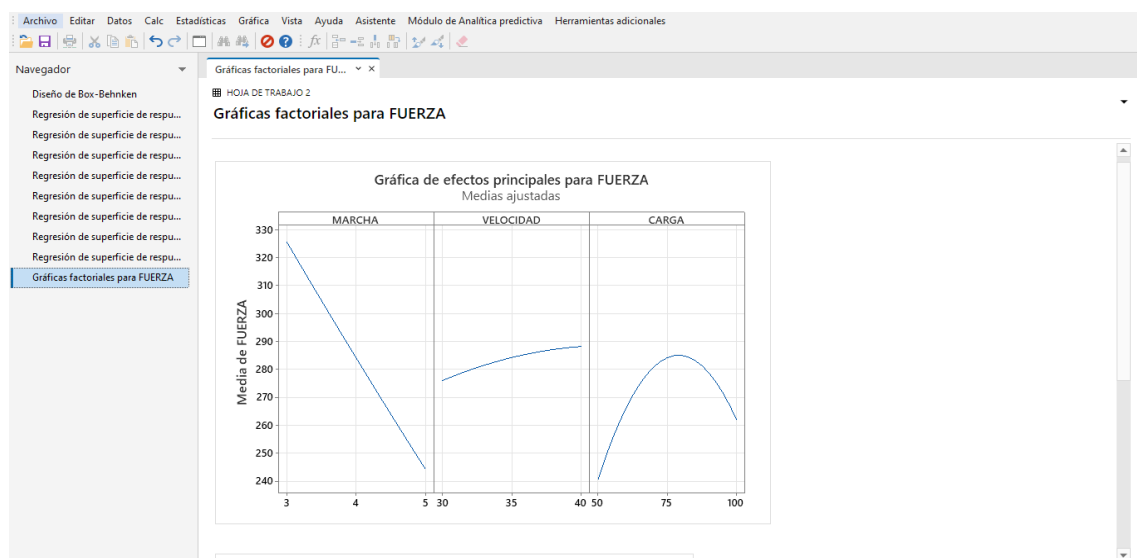 Archivo Editar Datos Calc Estadísticas Gráfica Vista Ayuda Asistente Módulo de Analítica predictiva Herramientas adicionales
Navegador
Diseño de Box-Behnken
Regresión de superficie de respu...
Regresión de superficie de respu...
Regresión de superficie de respu...
Regresión de superficie de respu...
Regresión de superficie de respu...
Regresión de superficie de respu...
Regresión de superficie de respu...
Regresión de superficie de respu...
Gráficas factoriales para FUERZA
Gráficas factoriales para FU...
HOJA DE TRABAJO 2
Gráficas factoriales para FUERZA
Gráfica de efectos principales para FUERZA
Medias ajustadas
MARCHA VELOCIDAD CARGA
Media de FUERZA
330
320
310
300
290
280
270
260
250
240
3 4 5 30 35 40 50 75 100